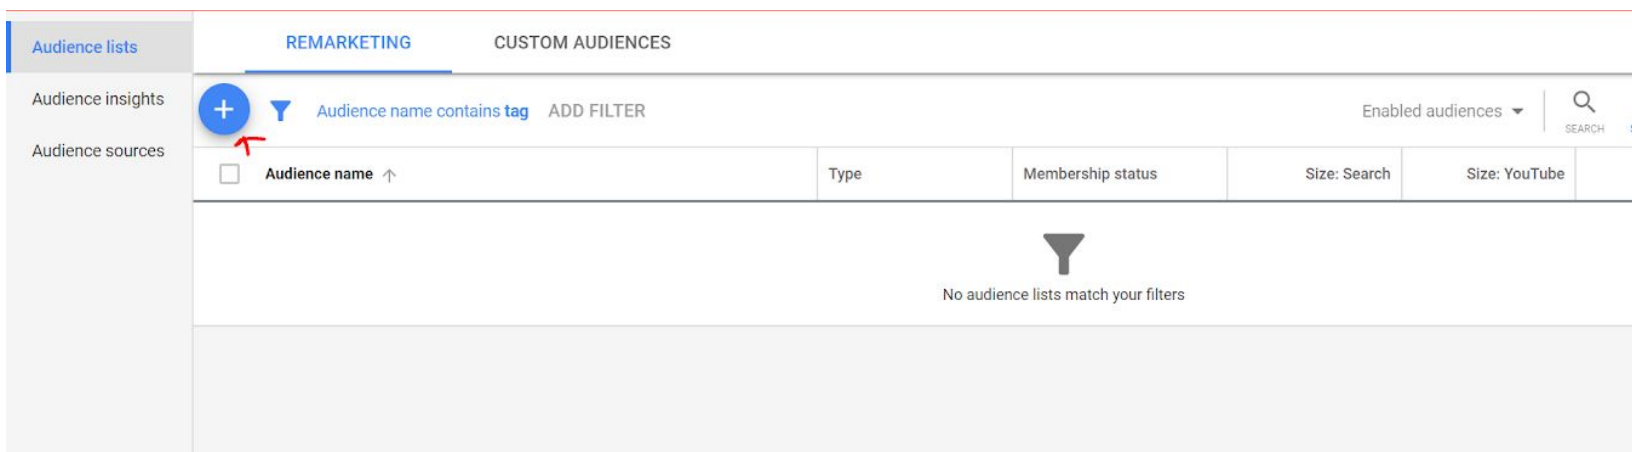 Audience lists
Audience insights
Audience sources
REMARKETING CUSTOM AUDIENCES
Audience name contains tag ADD FILTER Enabled audiences
SEARCH
Audience name Type Membership status Size: Search Size: YouTube
No audience lists match your filters